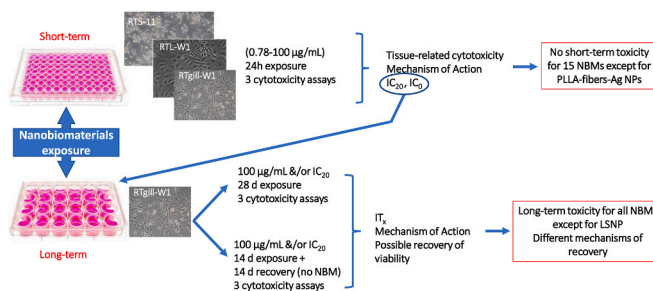 Short-term
RTS-11
RTL-W1
RTgill-W1
(0.78-100 µg/mL)
24h exposure
3 cytotoxicity assays
Tissue-related cytotoxicity
Mechanism of Action
IC20, IC0
No short-term toxicity
for 15 NBMs except for
PLLA-fibers-Ag NPs
Nanobiomaterials
exposure
Long-term
RTgill-W1
100 µg/mL &/or IC20
28 d exposure
3 cytotoxicity assays
100 µg/mL &/or IC20
14 d exposure +
14 d recovery (no NBM)
3 cytotoxicity assays
ITx
Mechanism of Action
Possible recovery of
viability
Long-term toxicity for all NBM
except for LSNP
Different mechanisms of
recovery